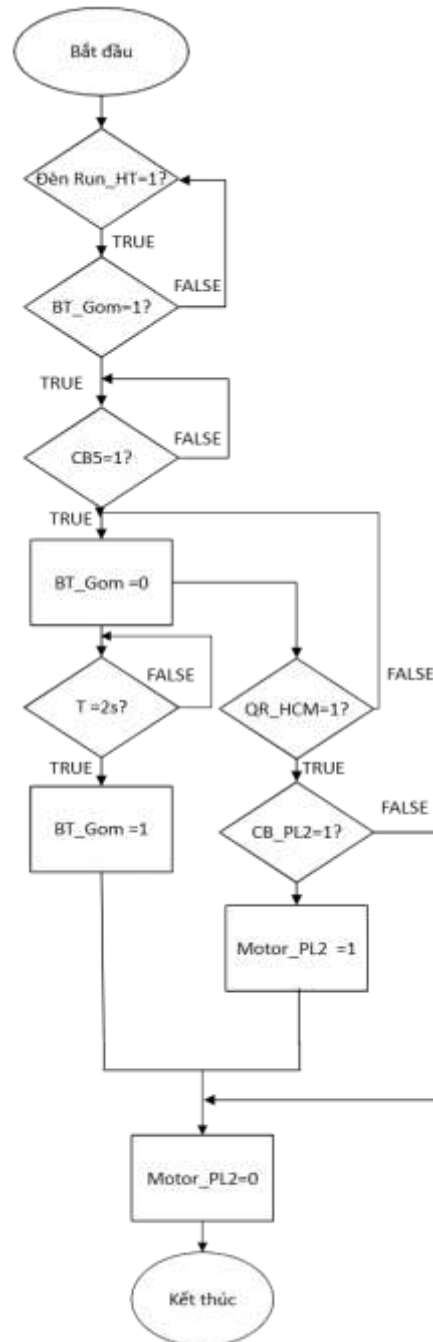 Bắt đầu
Đèn Run_HT=1?
TRUE
FALSE
BT_Gom=1?
TRUE
FALSE
CB5=1?
TRUE
BT_Gom =0
FALSE
FALSE
T =2s?
QR_HCM=1?
TRUE
TRUE
FALSE
BT_Gom =1
CB_PL2=1?
Motor_PL2 =1
Motor_PL2=0
Kết thúc